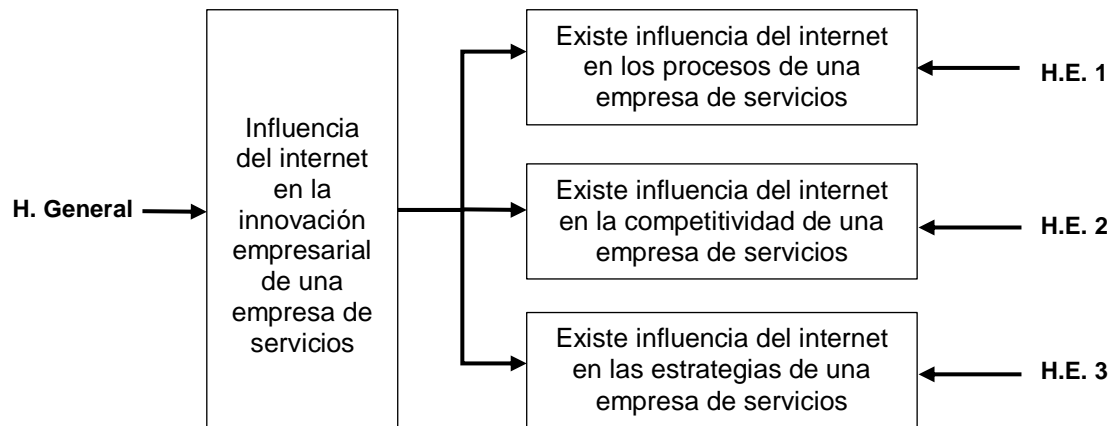 H. General
Influencia
del internet
en la
innovación
empresarial
de una
empresa de
servicios
Existe influencia del internet
en los procesos de una
empresa de servicios
H.E. 1
Existe influencia del internet
en la competitividad de una
empresa de servicios
H.E. 2
Existe influencia del internet
en las estrategias de una
empresa de servicios
H.E. 3